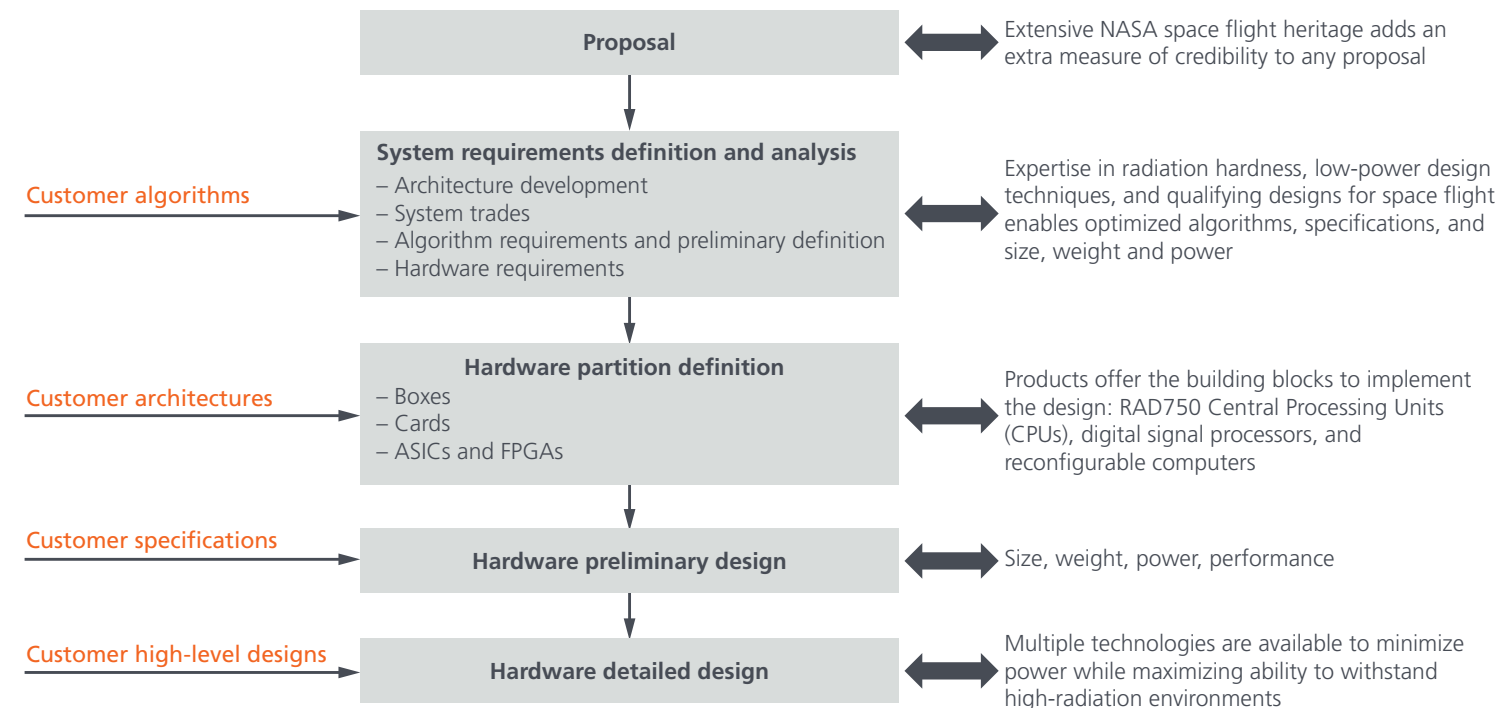 Proposal
Extensive NASA space flight heritage adds an
extra measure of credibility to any proposal
Customer algorithms
System requirements definition and analysis
– Architecture development
– System trades
– Algorithm requirements and preliminary definition
– Hardware requirements
Expertise in radiation hardness, low-power design
techniques, and qualifying designs for space flight
enables optimized algorithms, specifications, and
size, weight and power
Customer architectures
Hardware partition definition
– Boxes
– Cards
– ASICs and FPGAs
Products offer the building blocks to implement
the design: RAD750 Central Processing Units
(CPUs), digital signal processors, and
reconfigurable computers
Customer specifications
Hardware preliminary design
Size, weight, power, performance
Customer high-level designs
Hardware detailed design
Multiple technologies are available to minimize
power while maximizing ability to withstand
high-radiation environments